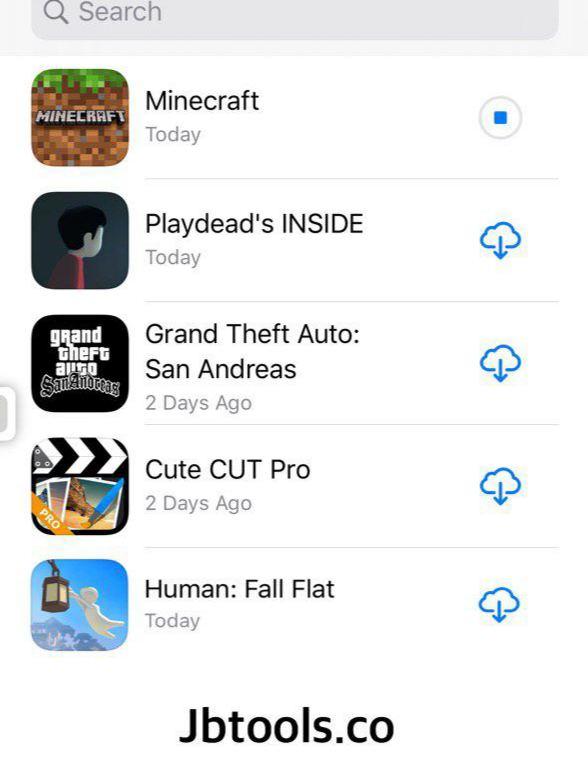 Search
MINECRAFT
Minecraft
Today
Playdead's INSIDE
Today
grand
theft
auto
San Andreas
Grand Theft Auto:
San Andreas
2 Days Ago
PRO
Cute CUT Pro
2 Days Ago
Human: Fall Flat
Today
Jbtools.co